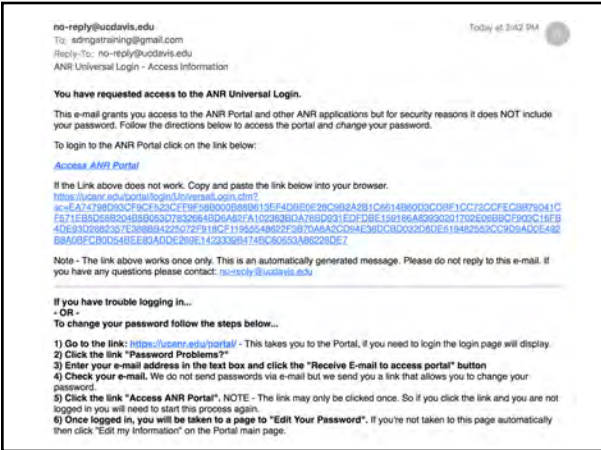 no-reply@ucdavis.edu
Today at 2:42 PM
To: sdmgatraining@gmail.com
Reply-To: no-reply@ucdavis.edu
ANR Universal Login - Access Information
You have requested access to the ANR Universal Login.
This e-mail grants you access to the ANR Portal and other ANR applications but for security reasons it does NOT include
your password. Follow the directions below to access the portal and change your password.
To login to the ANR Portal click on the link below:
Access ANR Portal
If the Link above does not work. Copy and paste the link below into your browser.
https://ucanr.edu/portal/login/UniversalLogin.cfm?
Note - The link above works once only. This is an automatically generated message. Please do not reply to this e-mail. If
you have any questions please contact: no-reply@ucdavis.edu
If you have trouble logging in...
- OR -
To change your password follow the steps below...
1) Go to the link: https://ucanr.edu/portal/ - This takes you to the Portal, if you need to login the login page will display.
2) Click the link "Password Problems?"
3) Enter your e-mail address in the text box and click the "Receive E-mail to access portal" button
4) Check your e-mail. We do not send passwords via e-mail but we send you a link that allows you to change your
password.
5) Click the link "Access ANR Portal". NOTE - The link may only be clicked once. So if you click the link and you are not
logged in you will need to start this process again.
6) Once logged in, you will be taken to a page to "Edit Your Password". If you're not taken to this page automatically
then click "Edit my Information" on the Portal main page.